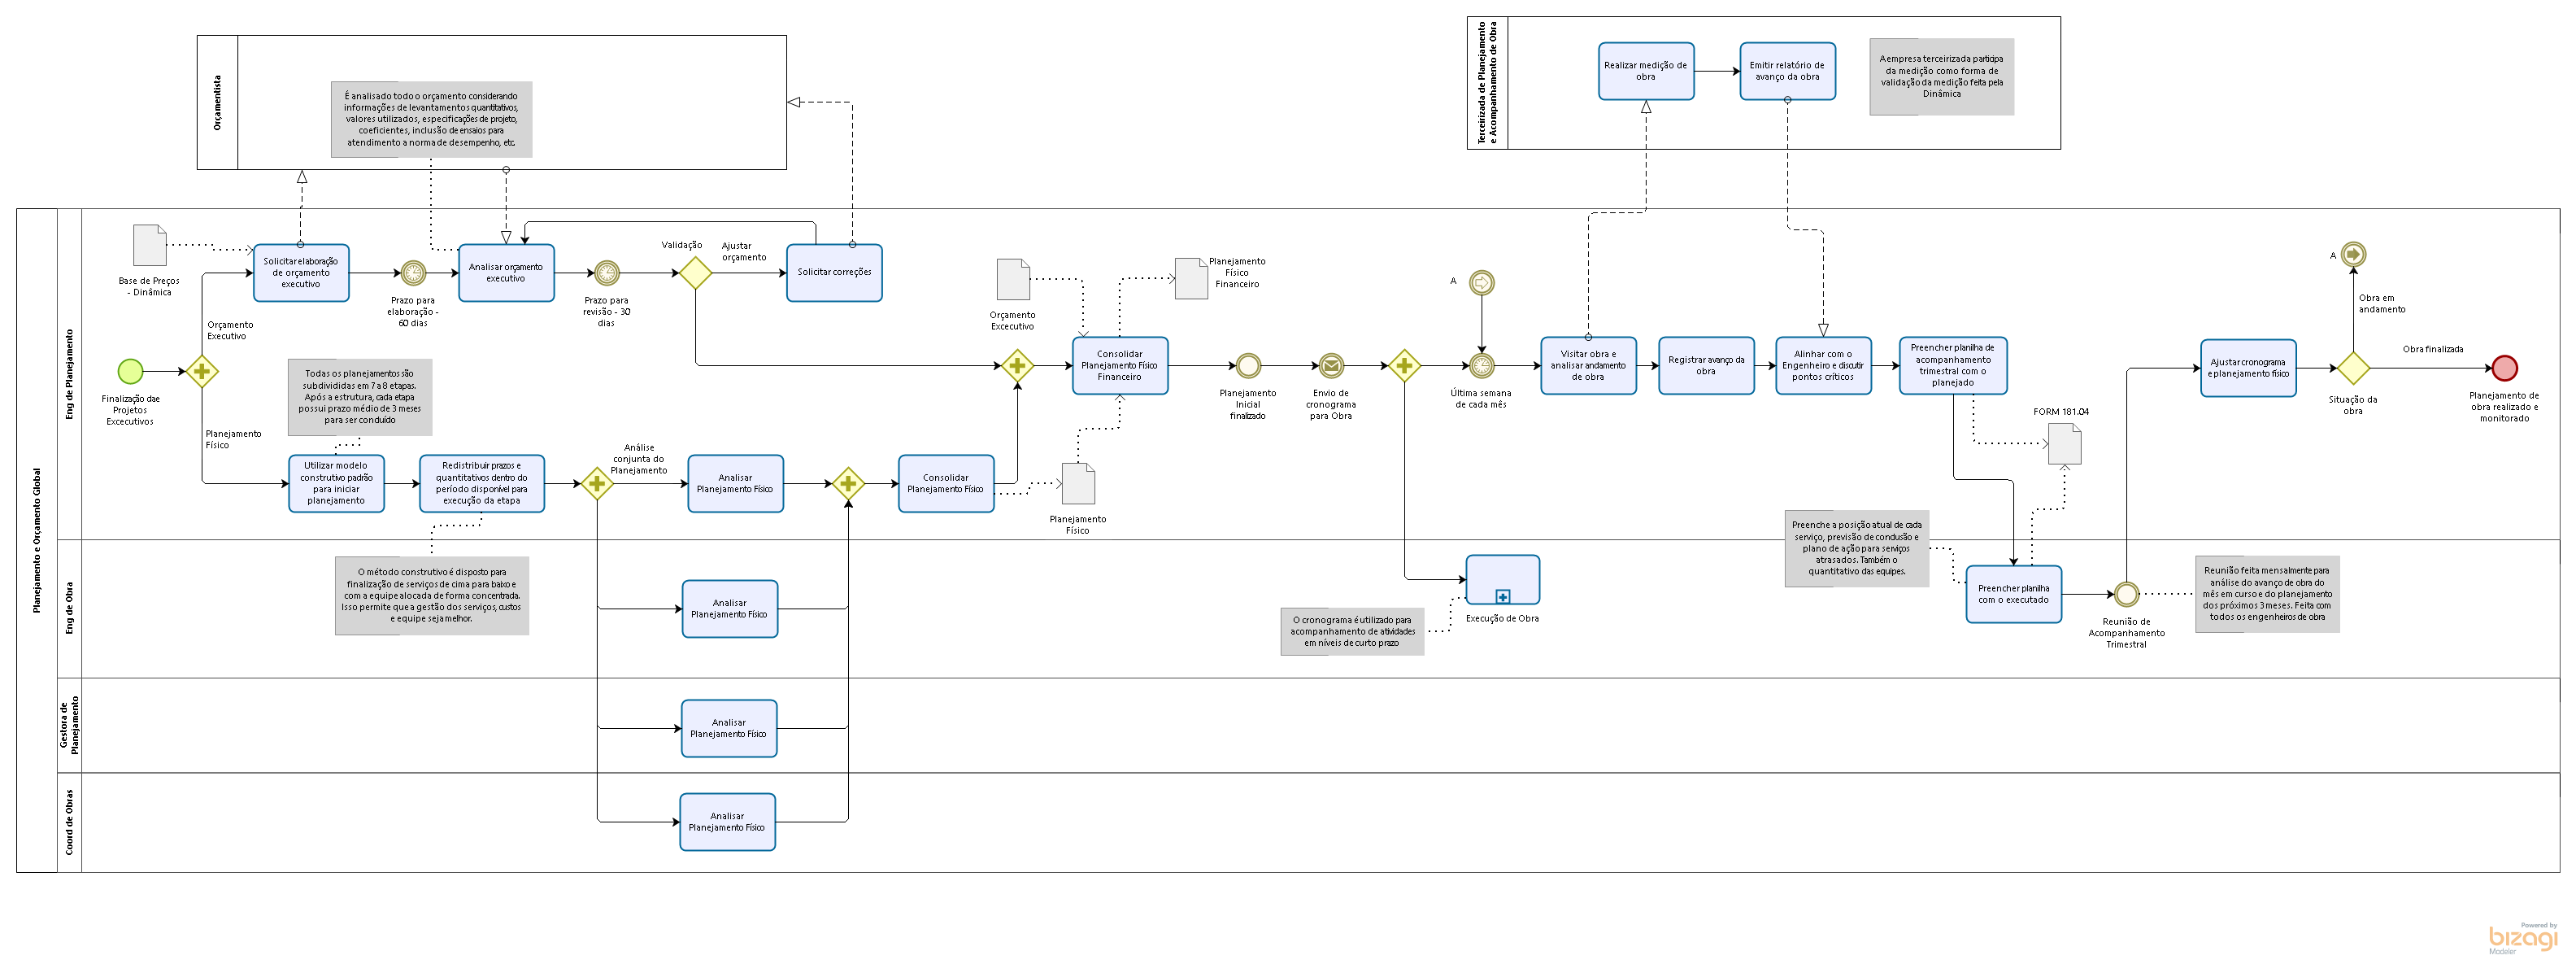 Orçamentista
É analisado todo o orçamento considerando
informações de levantamentos quantitativos,
valores utilizados, especificações de projeto,
coeficientes, inclusão de ensaios para
atendimento a norma de desempenho, etc.
Terceirizada de Planejamento
e Acompanhamento de Obra
Realizar medição de
obra
Emitir relatório de
avanço da obra
A empresa terceirizada participa
da medição como forma de
validação da medição feita pela
Dinâmica
Planejamento e Orçamento Global
Eng de Planejamento
Base de Preços
- Dinâmica
Solicitar elaboração
de orçamento
executivo
Prazo para
elaboração -
60 dias
Analisar orçamento
executivo
Prazo para
revisão - 30
dias
Validação
Ajustar
orçamento
Solicitar correções
Orçamento
Executivo
Finalização dae
Projetos
Excecutivos
Planejamento
Físico
Todas os planejamentos são
subdivididas em 7 a 8 etapas.
Após a estrutura, cada etapa
possui prazo médio de 3 meses
para ser concluído
Utilizar modelo
construtivo padrão
para iniciar
planejamento
Redistribuir prazos e
quantitativos dentro do
período disponível para
execução da etapa
Análise
conjunta do
Planejamento
Analisar
Planejamento Físico
Consolidar
Planejamento Físico
Planejamento
Físico
Orçamento
Excecutivo
Planejamento
Físico
Financeiro
Consolidar
Planejamento Físico
Financeiro
Planejamento
Inicial
finalizado
Envio de
cronograma
para Obra
A
Última semana
de cada mês
Visitar obra e
analisar andamento
de obra
Registrar avanço da
obra
Alinhar com o
Engenheiro e discutir
pontos críticos
Preencher planilha de
acompanhamento
trimestral com o
planejado
FORM 181.04
Ajustar cronograma
e planejamento físico
A
Obra em
andamento
Situação da
obra
Obra finalizada
Planejamento de
obra realizado e
monitorado
Eng de Obra
O método construtivo é disposto para
finalização de serviços de cima para baixo e
com a equipe alocada de forma concentrada.
Isso permite que a gestão dos serviços, custos
e equipe seja melhor.
Analisar
Planejamento Físico
O cronograma é utilizado para
acompanhamento de atividades
em níveis de curto prazo
Execução de Obra
Preenche a posição atual de cada
serviço, previsão de condusão e
plano de ação para serviços
atrasados. Também o
quantitativo das equipes.
Preencher planilha
com o executado
Reunião de
Acompanhamento
Trimestral
Reunião feita mensalmente para
análise do avanço de obra do
mês em curso e do planejamento
dos próximos 3 meses. Feita com
todos os engenheiros de obra
Gestora de
Planejamento
Analisar
Planejamento Físico
Coord de Obras
Analisar
Planejamento Físico
Powered by
bizagi
Modeler